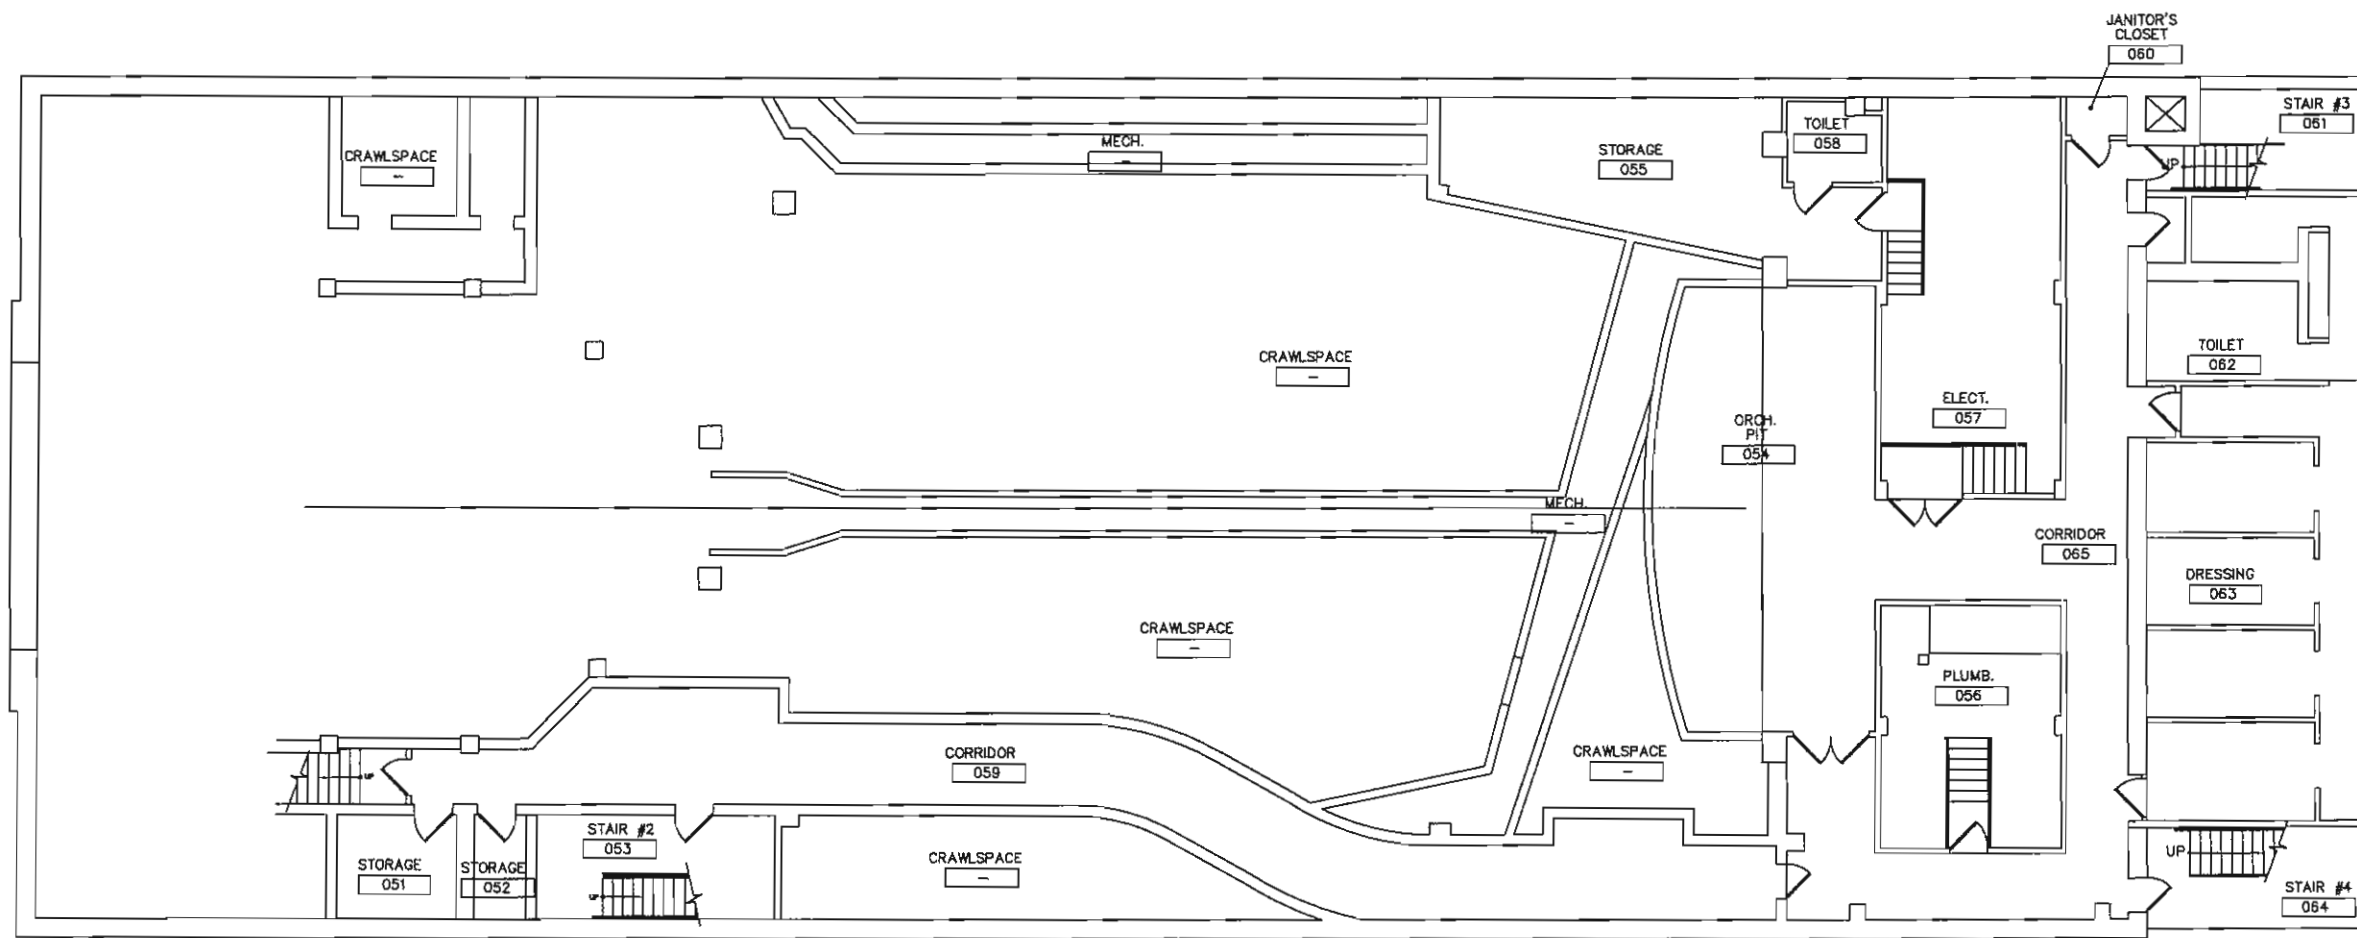 JANITOR'S
CLOSET
060
STAIR #3
061
UP
TOILET
058
STORAGE
055
MECH.
-
CRAWLSPACE
-
TOILET
062
CRAWLSPACE
-
ELECT.
057
ORCH.
PIT
054
MECH.
-
CORRIDOR
065
DRESSING
063
CRAWLSPACE
-
PLUMB.
056
CORRIDOR
059
CRAWLSPACE
-
UP
STAIR #2
053
UP
STORAGE
051
STORAGE
052
CRAWLSPACE
-
UP
STAIR #4
064